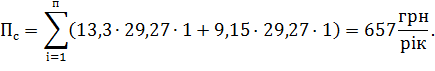 П_с = ∑_{i=1}^{п} (13,3 · 29,27 · 1 + 9,15 · 29,27 · 1) = 657 грн/рік.